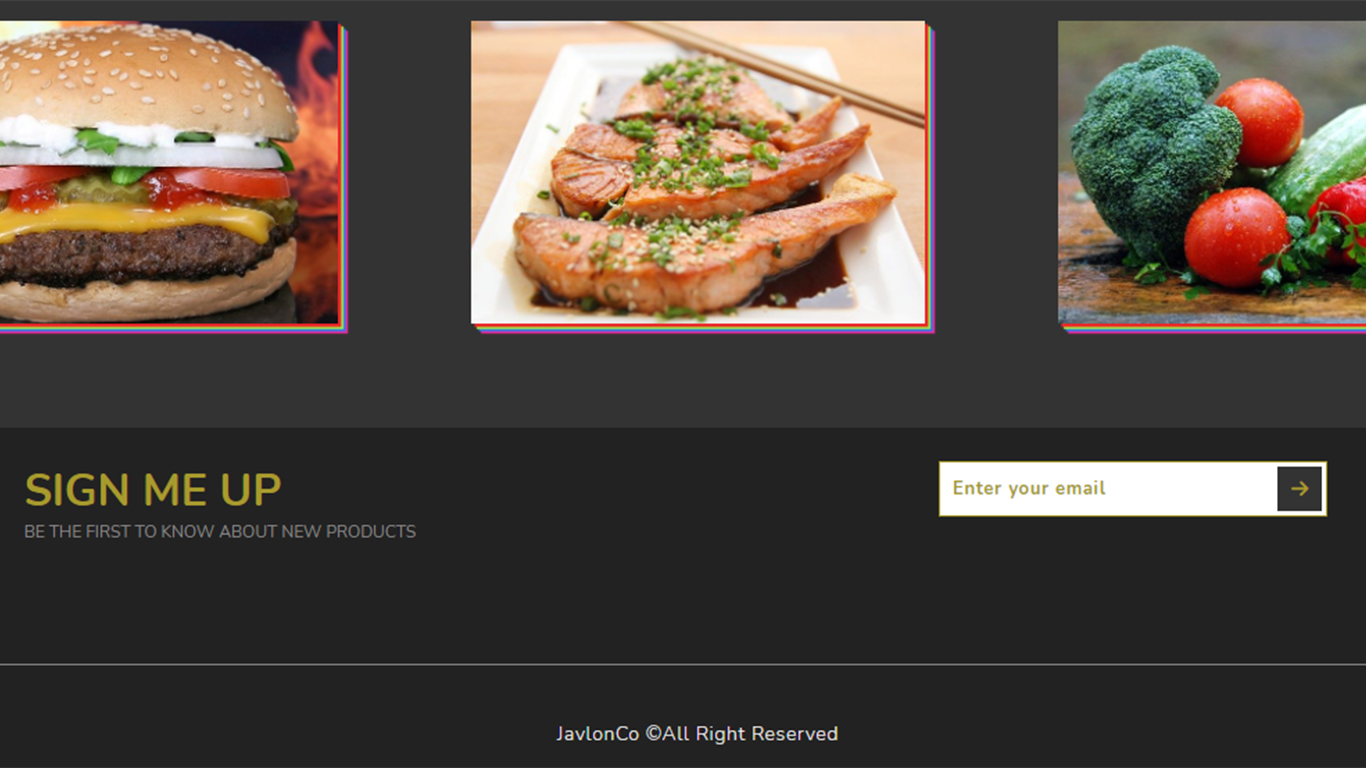 SIGN ME UP
BE THE FIRST TO KNOW ABOUT NEW PRODUCTS
Enter your email
JavlonCo ©All Right Reserved